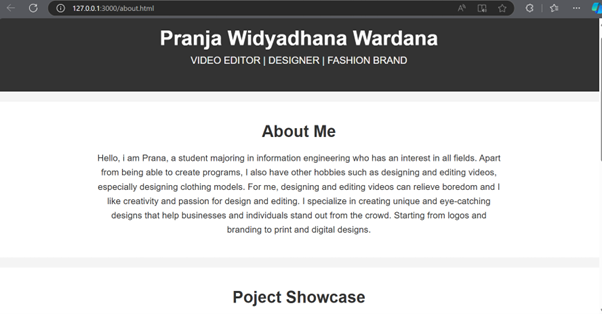 127.0.0.1:3000/about.html
Pranja Widyadhana Wardana
VIDEO EDITOR | DESIGNER | FASHION BRAND
About Me
Hello, i am Prana, a student majoring in information engineering who has an interest in all fields. Apart
from being able to create programs, I also have other hobbies such as designing and editing videos,
especially designing clothing models. For me, designing and editing videos can relieve boredom and I
like creativity and passion for design and editing. I specialize in creating unique and eye-catching
designs that help businesses and individuals stand out from the crowd. Starting from logos and
branding to print and digital designs.
Poject Showcase